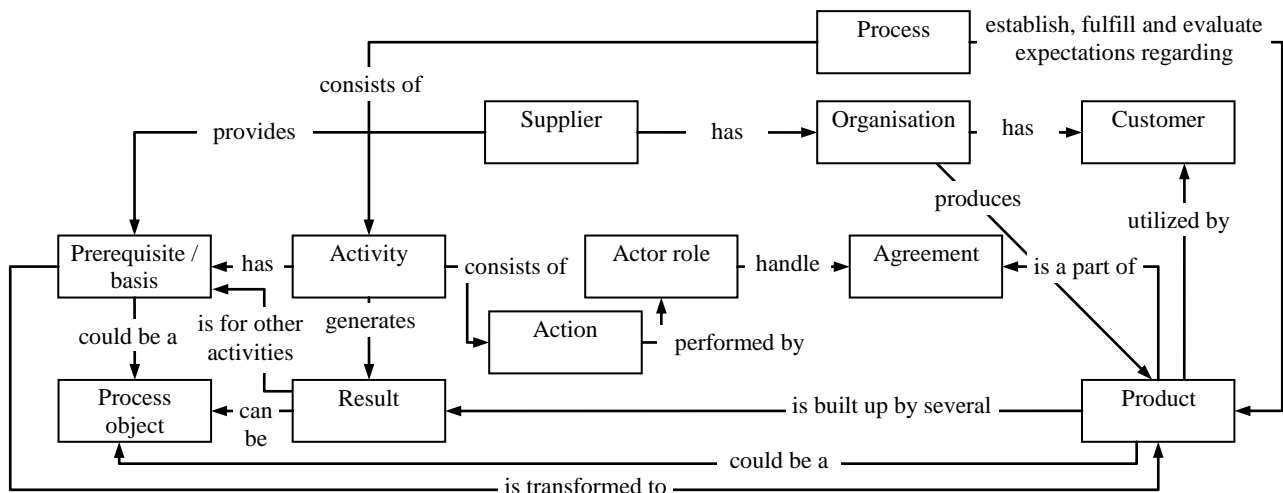 Process
establish, fulfill and evaluate
expectations regarding
consists of
provides
Supplier
has
Organisation
has
Customer
produces
utilized by
Prerequisite /
basis
has
Activity
consists of
Actor role
handle
Agreement
is a part of
could be a
is for other
activities
generates
Action
performed by
Process
object
can
be
Result
is built up by several
Product
could be a
is transformed to